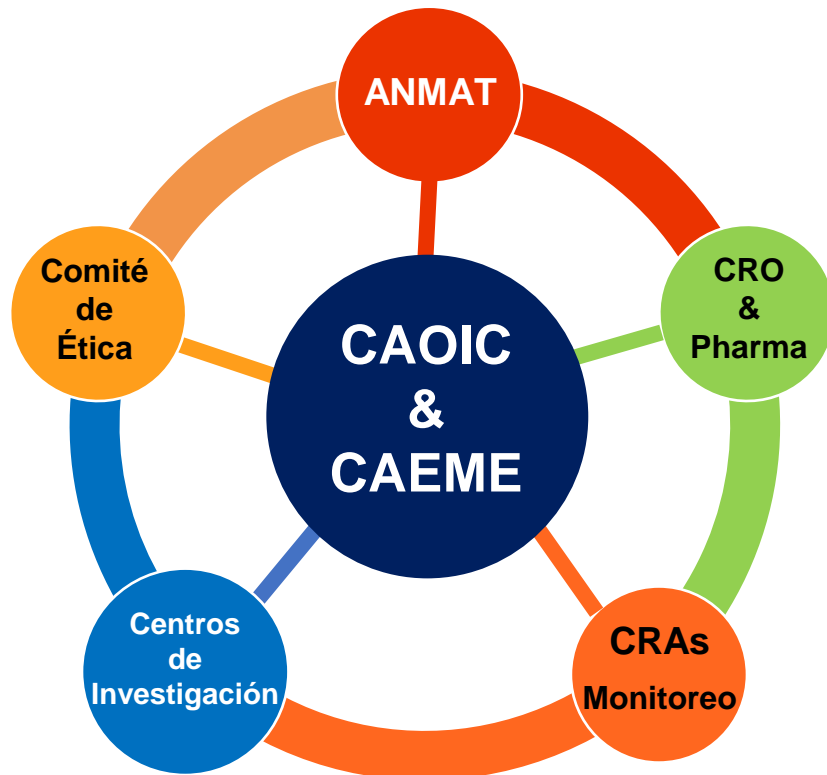 ANMAT
CRO
&
Pharma
CRAs
Monitoreo
Centros
de
Investigación
Comité
de
Ética
CAOIC
&
CAEME